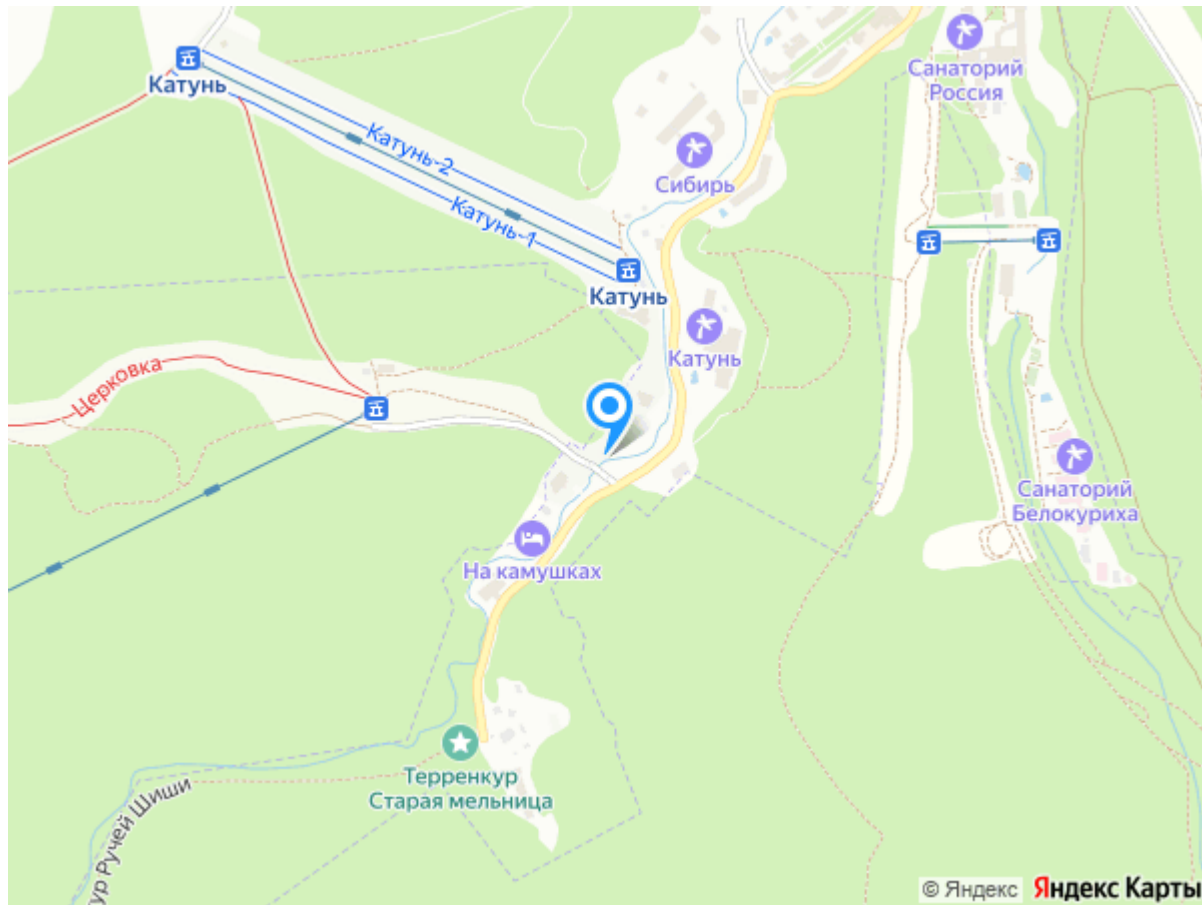 Санаторий
Россия
Катунь
Катунь-2
Сибирь
Катунь-1
Катунь
Катунь
Церковка
Санаторий
Белокуриха
На камушках
Терренкур
Старая мельница
ур Ручей Шиши
© Яндекс Яндекс Карты